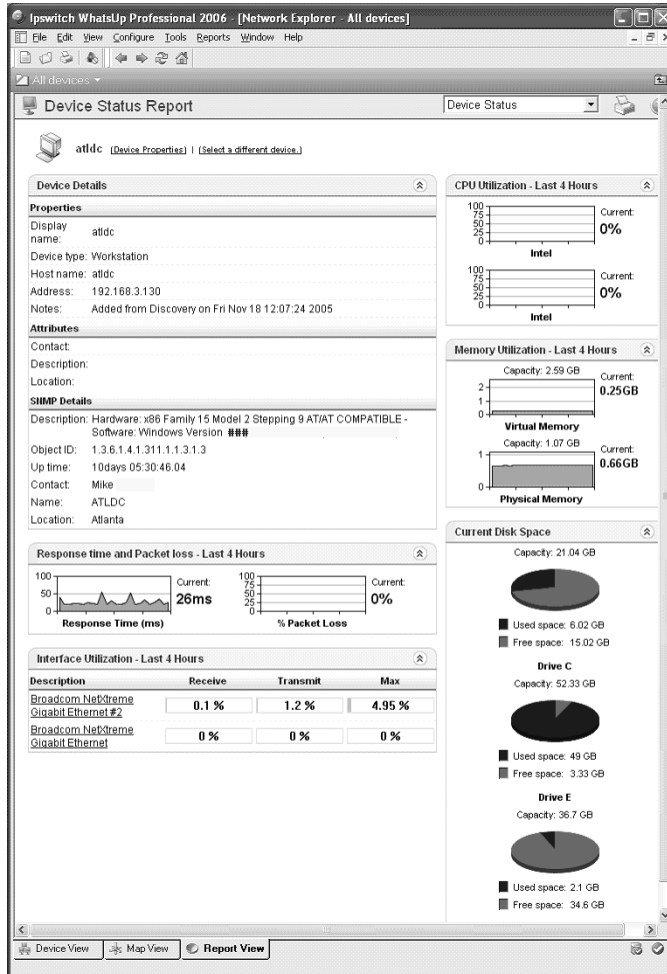 Ipswitch WhatsUp Professional 2006 - [Network Explorer - All devices]
File Edit View Configure Tools Reports Window Help
All devices
Device Status Report
Device Status
atldc (Device Properties) | (Select a different device.)
Device Details
Properties
Display name: atldc
Device type: Workstation
Host name: atldc
Address: 192.168.3.130
Notes: Added from Discovery on Fri Nov 18 12:07:24 2005
Attributes
Contact:
Description:
Location:
SNMP Details
Description: Hardware: x86 Family 15 Model 2 Stepping 9 AT/AT COMPATIBLE -
Software: Windows Version ###
Object ID: 1.3.6.1.4.1.311.1.1.3.1.3
Up time: 10days 05:30:46.04
Contact: Mike
Name: ATLDC
Location: Atlanta
Response time and Packet loss - Last 4 Hours
100
50
0
Current:
26ms
Response Time (ms)
100
75
50
25
0
Current:
0%
% Packet Loss
Interface Utilization - Last 4 Hours
Description Receive Transmit Max
Broadcom NetXtreme
Gigabit Ethernet #2
0.1 % 1.2 % 4.95 %
Broadcom NetXtreme
Gigabit Ethernet
0 % 0 % 0 %
CPU Utilization - Last 4 Hours
100
75
50
25
0
Current:
0%
Intel
100
75
50
25
0
Current:
0%
Intel
Memory Utilization - Last 4 Hours
Capacity: 2.59 GB
2
1
0
Current:
0.25GB
Virtual Memory
Capacity: 1.07 GB
1
0
Current:
0.66GB
Physical Memory
Current Disk Space
Capacity: 21.04 GB
Used space: 6.02 GB
Free space: 15.02 GB
Drive C
Capacity: 52.33 GB
Used space: 49 GB
Free space: 3.33 GB
Drive E
Capacity: 36.7 GB
Used space: 2.1 GB
Free space: 34.6 GB
Device View Map View Report View